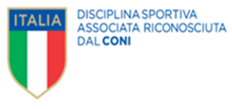 ITALIA
DISCIPLINA SPORTIVA
ASSOCIATA RICONOSCIUTA
DAL CONI